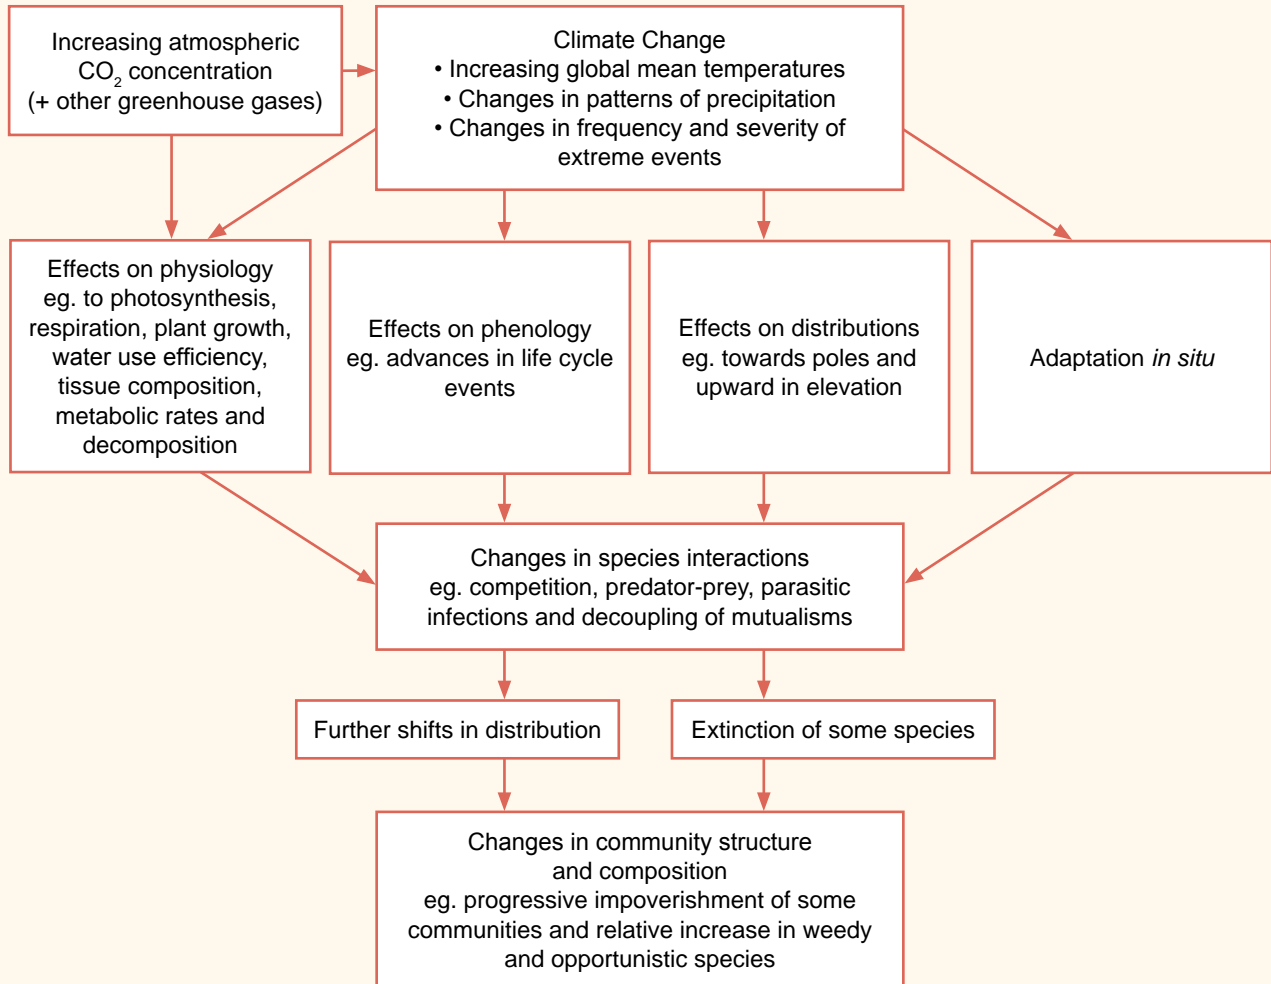 Increasing atmospheric
CO₂ concentration
(+ other greenhouse gases)
Climate Change
• Increasing global mean temperatures
• Changes in patterns of precipitation
• Changes in frequency and severity of
extreme events
Effects on physiology
eg. to photosynthesis,
respiration, plant growth,
water use efficiency,
tissue composition,
metabolic rates and
decomposition
Effects on phenology
eg. advances in life cycle
events
Effects on distributions
eg. towards poles and
upward in elevation
Adaptation in situ
Changes in species interactions
eg. competition, predator-prey, parasitic
infections and decoupling of mutualisms
Further shifts in distribution
Extinction of some species
Changes in community structure
and composition
eg. progressive impoverishment of some
communities and relative increase in weedy
and opportunistic species